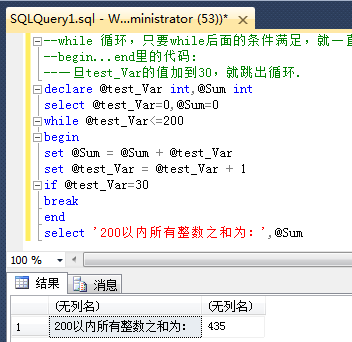 SQLQuery1.sql - W...ministrator (53))*
--while 循环，只要while后面的条件满足，就一
--begin...end里的代码：
--一旦test_Var的值加到30，就跳出循环.
declare @test_Var int,@Sum int
select @test_Var=0,@Sum=0
while @test_Var<=200
begin
set @Sum = @Sum + @test_Var
set @test_Var = @test_Var + 1
if @test_Var=30
break
end
select '200以内所有整数之和为：',@Sum
100 %
结果 消息
(无列名) (无列名)
1 200以内所有整数之和为： 435